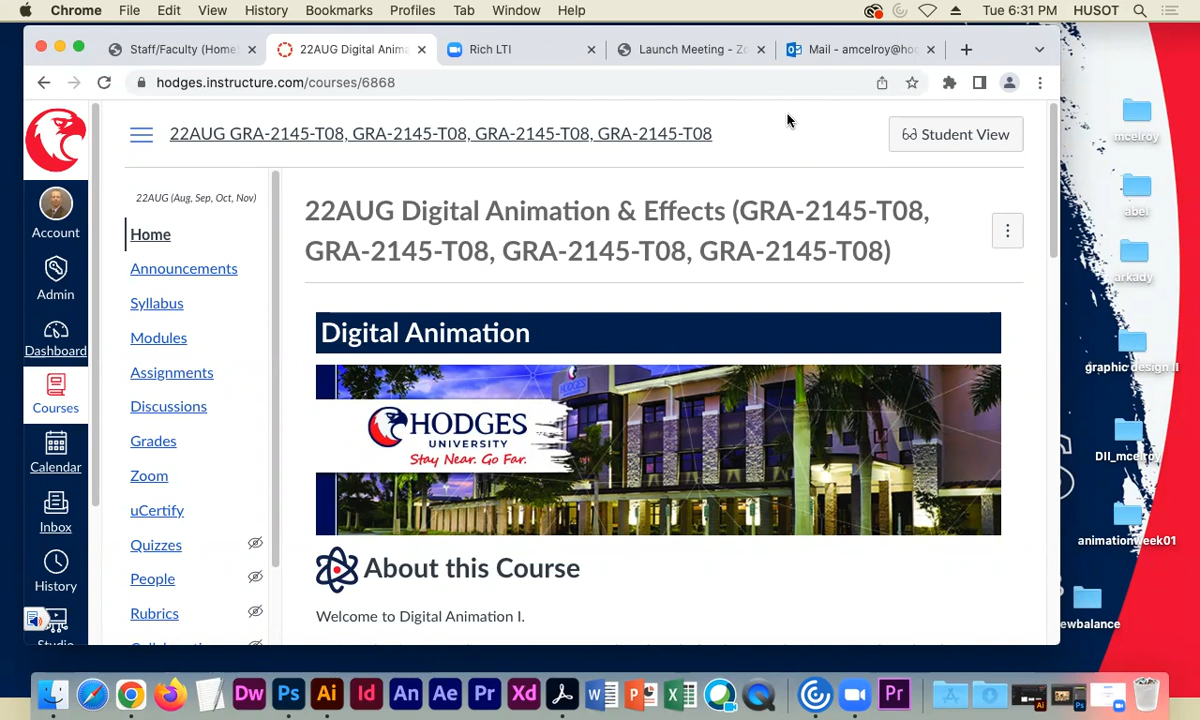 Chrome File Edit View History Bookmarks Profiles Tab Window Help Tue 6:31 PM HUSOT
Staff/Faculty (Home 22AUG Digital Anima Rich LTI Launch Meeting - Zo Mail - amcelroy@ho
hodges.instructure.com/courses/6868
22AUG GRA-2145-T08, GRA-2145-T08, GRA-2145-T08, GRA-2145-T08
Student View
Account
Admin
Dashboard
Courses
Calendar
Inbox
History
22AUG (Aug, Sep, Oct, Nov)
Home
Announcements
Syllabus
Modules
Assignments
Discussions
Grades
Zoom
uCertify
Quizzes
People
Rubrics
22AUG Digital Animation & Effects (GRA-2145-T08,
GRA-2145-T08, GRA-2145-T08, GRA-2145-T08)
Digital Animation
HODGES
UNIVERSITY
Stay Near. Go Far.
HODGES
About this Course
Welcome to Digital Animation I.
mcelroy
abel
arkady
graphic design II
DII_mcelroy
animationweek01
ewbalance
Dw Ps Ai Id An Ae Pr Xd W P X Pr